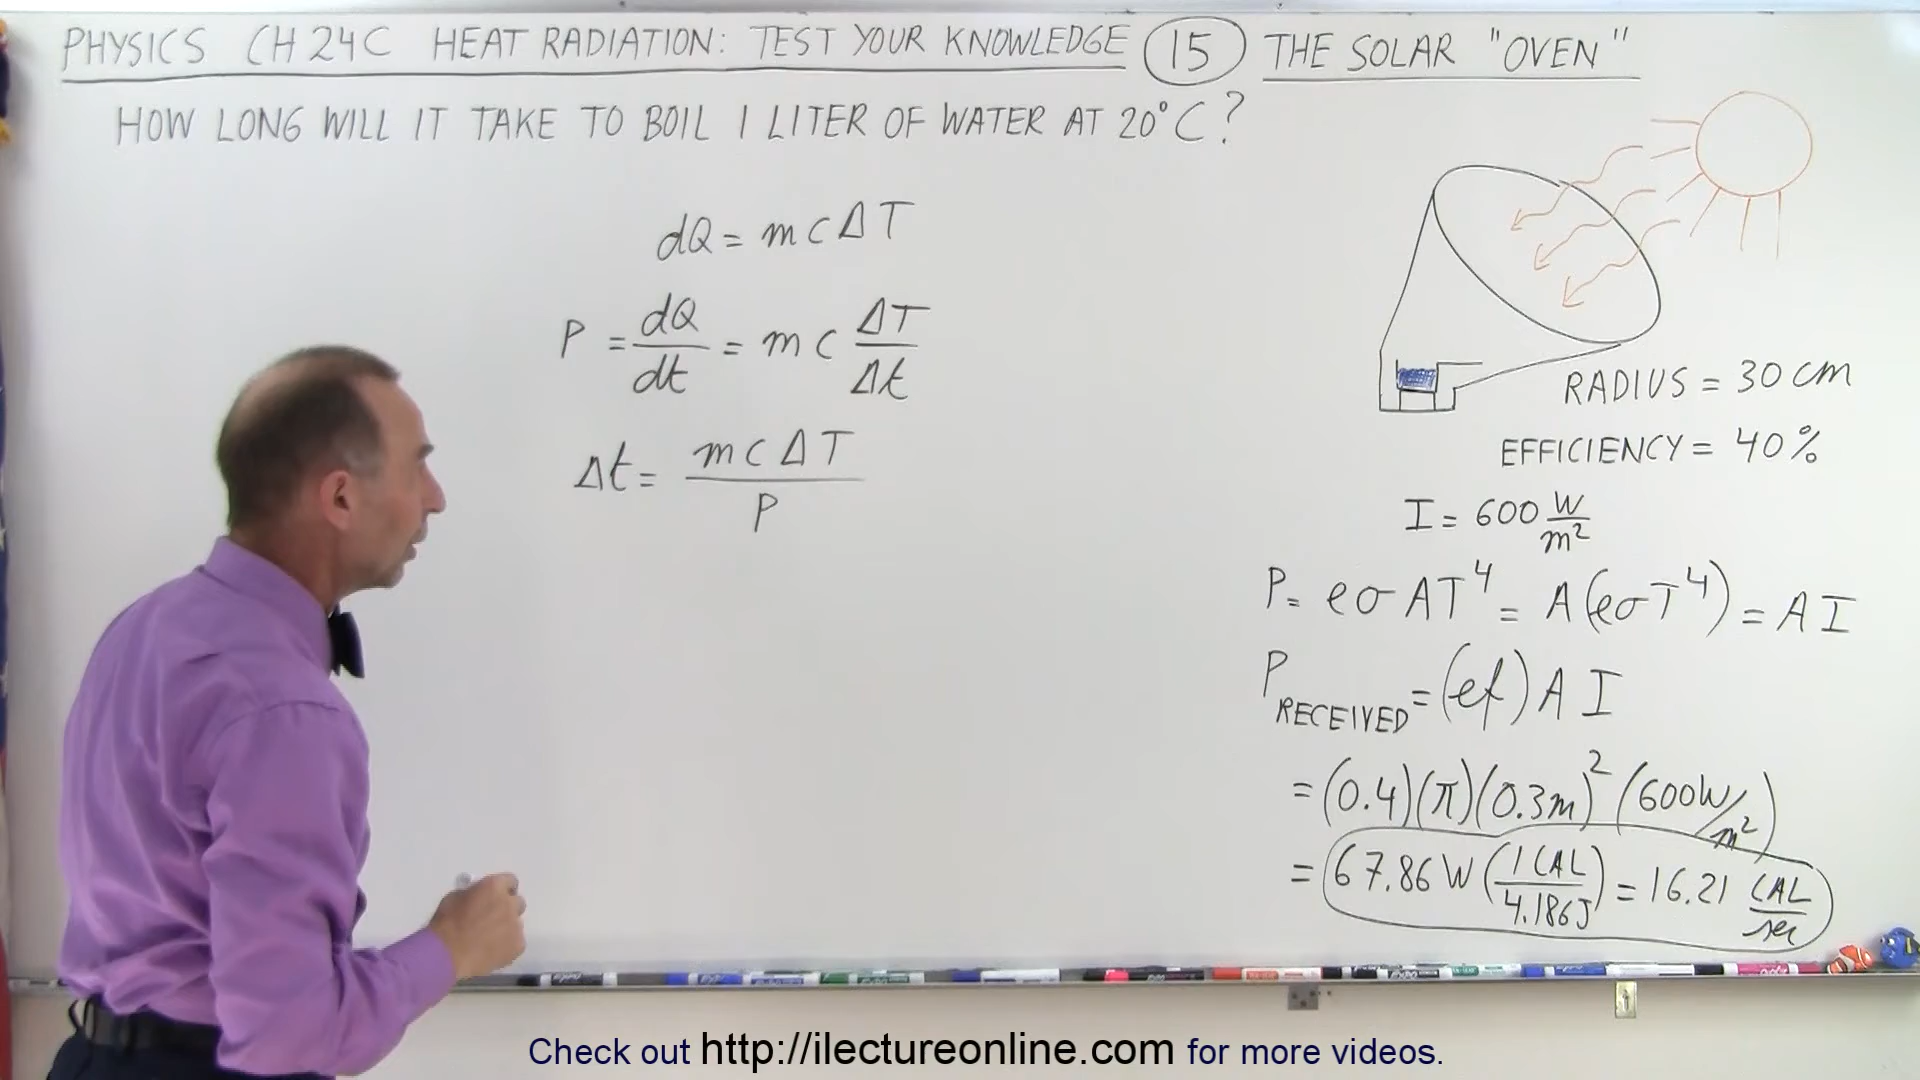 PHYSICS CH 24C HEAT RADIATION: TEST YOUR KNOWLEDGE 15 THE SOLAR "OVEN"
HOW LONG WILL IT TAKE TO BOIL 1 LITER OF WATER AT 20°C?
dQ = mcΔT
P = dQ/dt = mc ΔT/Δt
Δt = mcΔT/P
RADIUS = 30 cm
EFFICIENCY = 40%
I = 600 W/m²
P = eσAT⁴ = A(eσT⁴) = AI
P RECEIVED = (ef) A I
= (0.4)(π)(0.3m)² (600W/m²)
= 67.86 W (1 CAL/4.186J) = 16.21 CAL/sec
Check out http://ilectureonline.com for more videos.